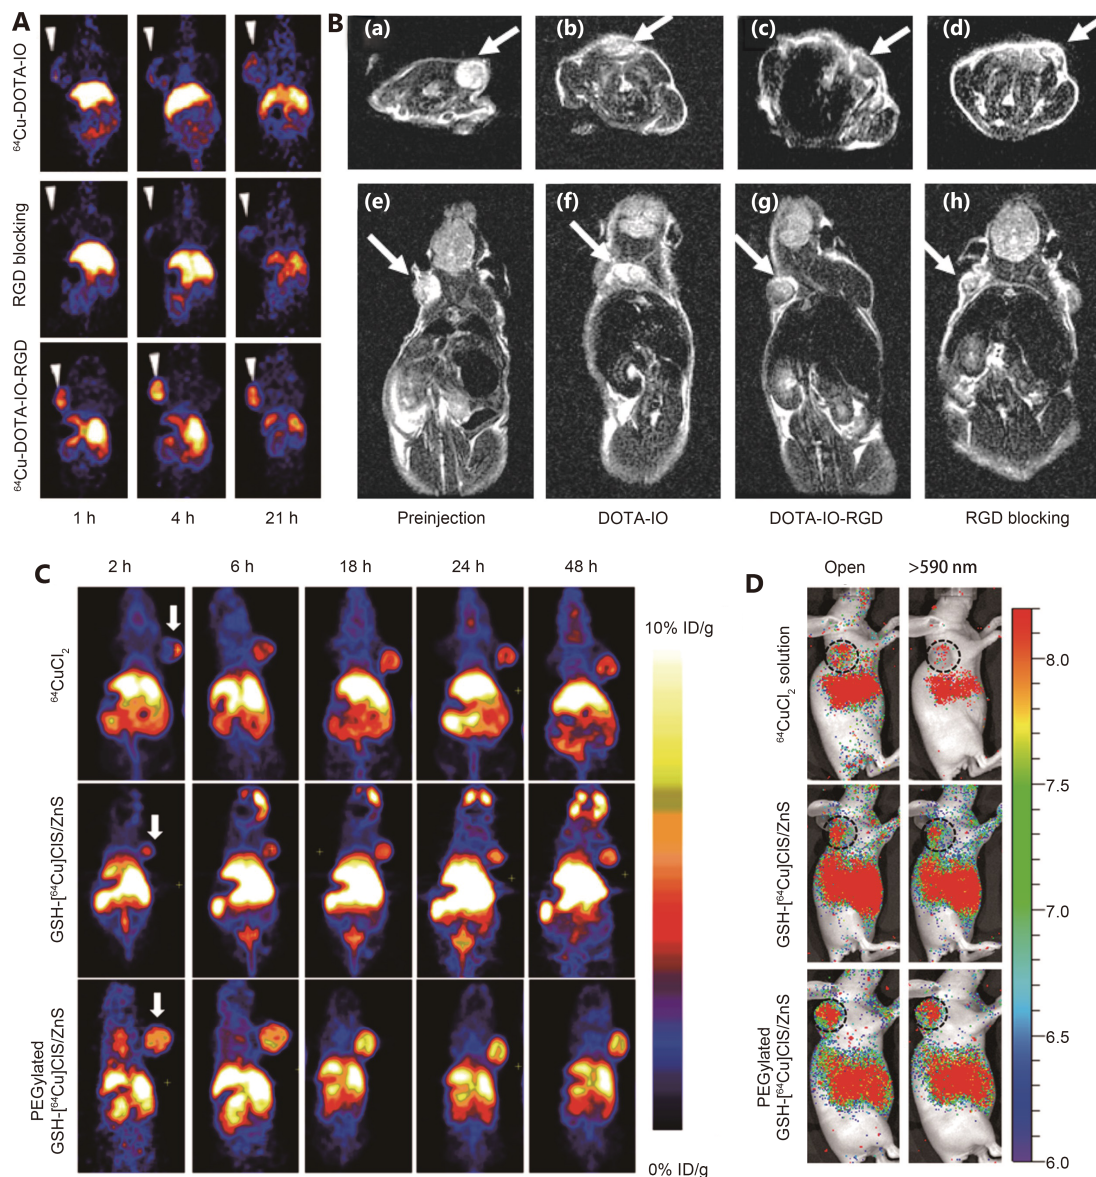 A
⁶⁴Cu-DOTA-IO
RGD blocking
⁶⁴Cu-DOTA-IO-RGD
1 h 4 h 21 h
B
(a) (b) (c) (d)
(e) (f) (g) (h)
Preinjection DOTA-IO DOTA-IO-RGD RGD blocking
C
2 h 6 h 18 h 24 h 48 h
⁶⁴CuCl₂
GSH-[⁶⁴Cu]CIS/ZnS
PEGylated
GSH-[⁶⁴Cu]CIS/ZnS
10% ID/g
0% ID/g
D
Open >590 nm
⁶⁴CuCl₂ solution
GSH-[⁶⁴Cu]CIS/ZnS
PEGylated
GSH-[⁶⁴Cu]CIS/ZnS
8.0
7.5
7.0
6.5
6.0